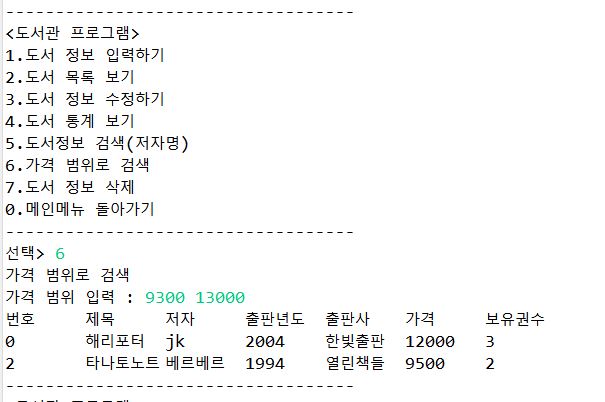 -----------------------------------
<도서관 프로그램>
1.도서 정보 입력하기
2.도서 목록 보기
3.도서 정보 수정하기
4.도서 통계 보기
5.도서정보 검색(저자명)
6.가격 범위로 검색
7.도서 정보 삭제
0.메인메뉴 돌아가기
-----------------------------------
선택> 6
가격 범위로 검색
가격 범위 입력 : 9300 13000
번호 제목 저자 출판년도 출판사 가격 보유권수
0 해리포터 jk 2004 한빛출판 12000 3
2 타나토노트 베르베르 1994 열린책들 9500 2
-----------------------------------